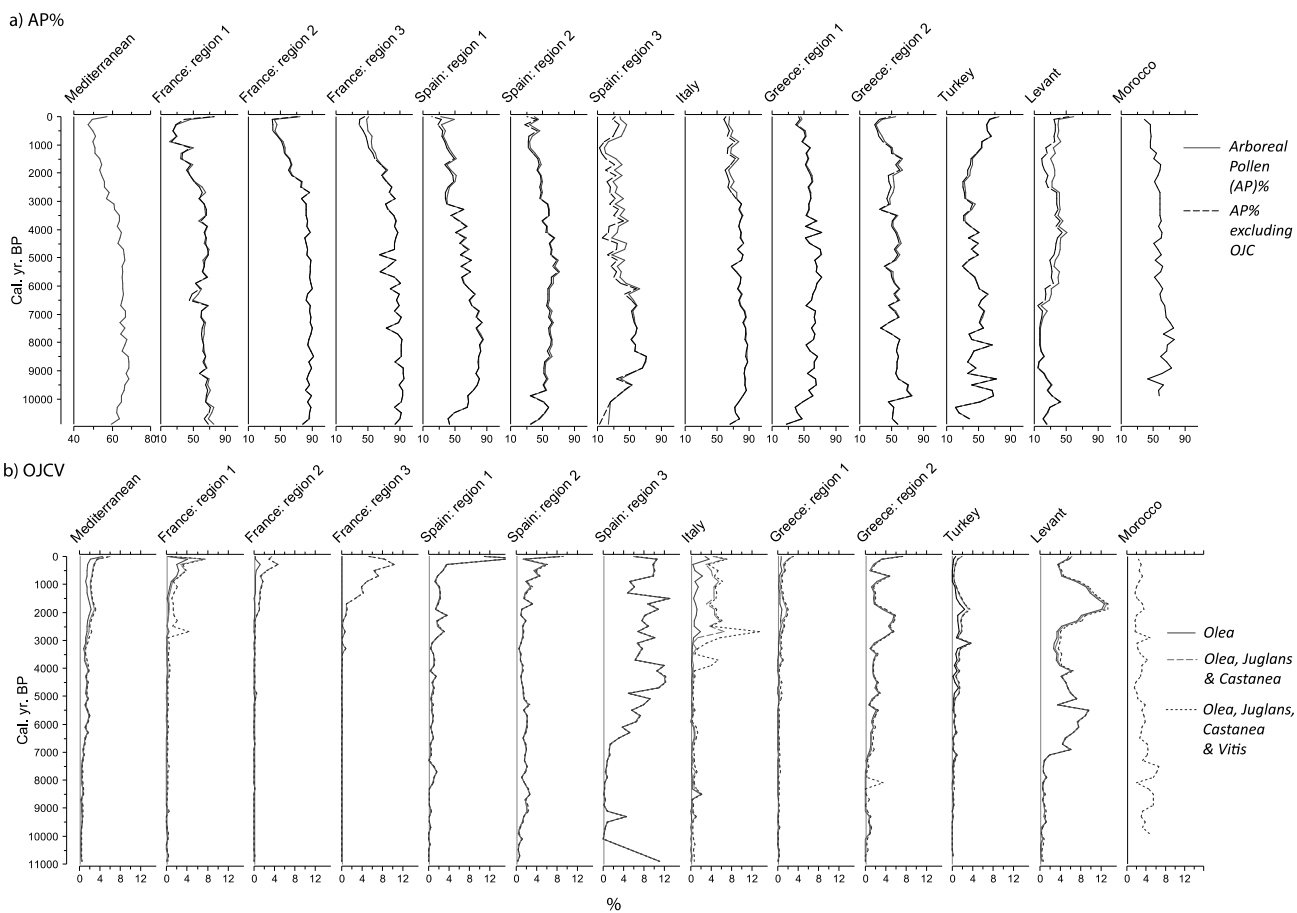 a) AP%
Mediterranean
France: region 1
France: region 2
France: region 3
Spain: region 1
Spain: region 2
Spain: region 3
Italy
Greece: region 1
Greece: region 2
Turkey
Levant
Morocco
0
1000
2000
3000
4000
5000
6000
7000
8000
9000
10000
Cal. yr. BP
40 60 80 10 50 90 10 50 90 10 50 90 10 50 90 10 50 90 10 50 90 10 50 90 10 50 90 10 50 90 10 50 90 10 50 90 10 50 90
Arboreal
Pollen
(AP)%
AP%
excluding
OJC
b) OJCV
Mediterranean
France: region 1
France: region 2
France: region 3
Spain: region 1
Spain: region 2
Spain: region 3
Italy
Greece: region 1
Greece: region 2
Turkey
Levant
Morocco
0
1000
2000
3000
4000
5000
6000
7000
8000
9000
10000
11000
Cal. yr. BP
0 4 8 12 0 4 8 12 0 4 8 12 0 4 8 12 0 4 8 12 0 4 8 12 0 4 8 12 0 4 8 12 0 4 8 12 0 4 8 12 0 4 8 12 0 4 8 12 0 4 8 12
%
Olea
Olea, Juglans
& Castanea
Olea, Juglans,
Castanea
& Vitis